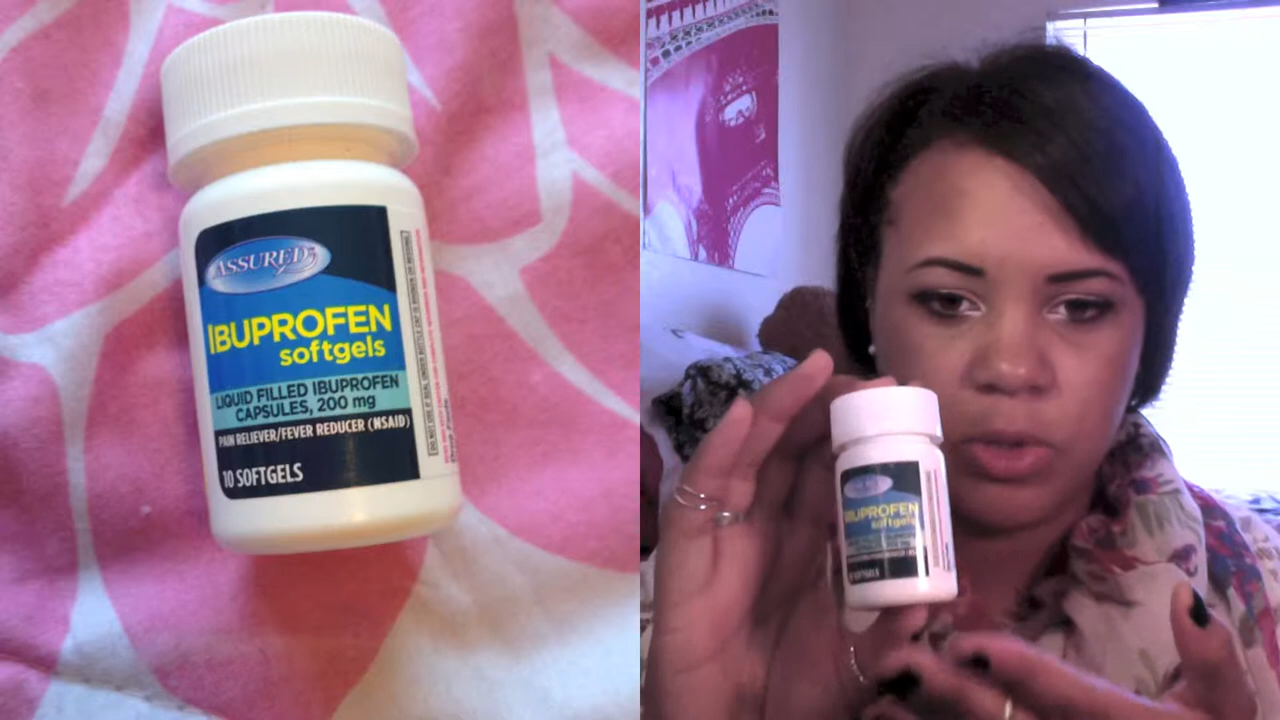 ASSURED
IBUPROFEN
softgels
LIQUID FILLED IBUPROFEN
CAPSULES, 200 mg
PAIN RELIEVER/FEVER REDUCER (NSAID)
10 SOFTGELS
IBUPROFEN
softgels